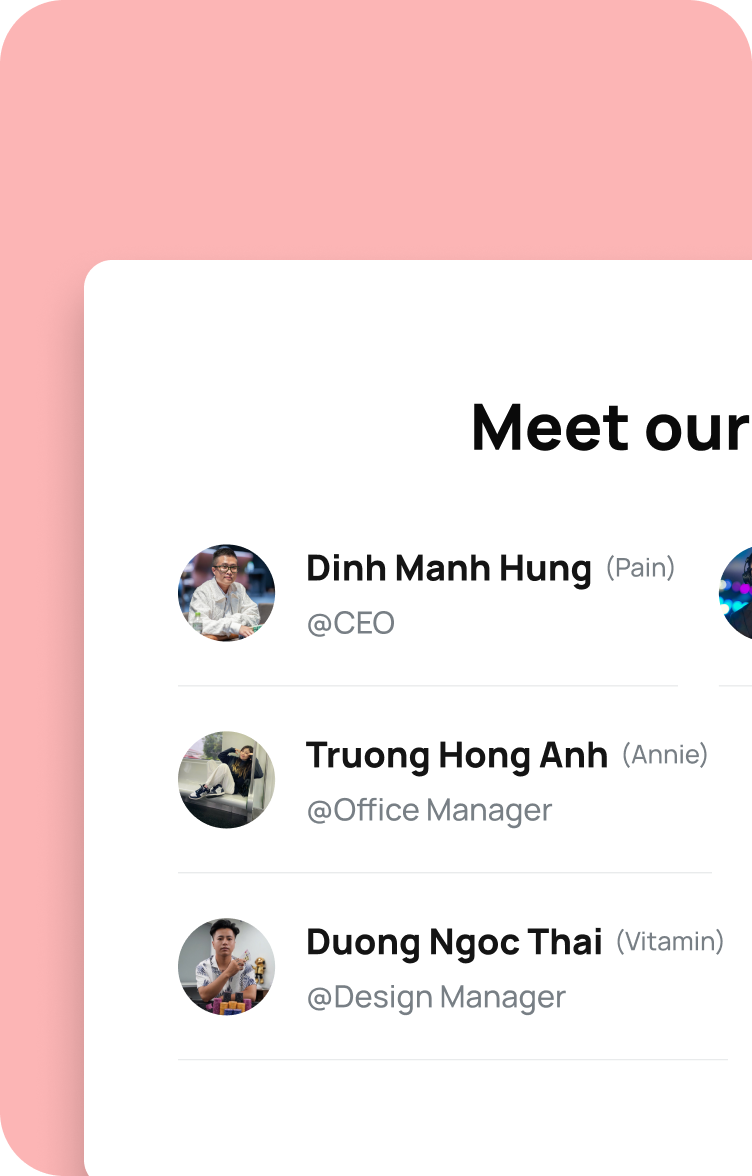 Meet our
Dinh Manh Hung (Pain)
@CEO
Truong Hong Anh (Annie)
@Office Manager
Duong Ngoc Thai (Vitamin)
@Design Manager